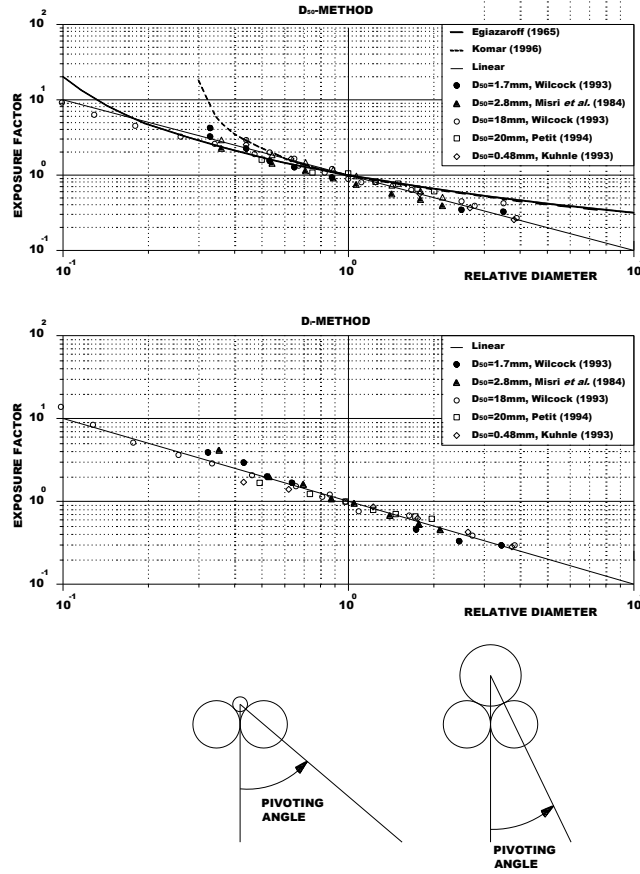 D50-METHOD
10 2
10 1
10 0
10 -1
EXPOSURE FACTOR
Egiazaroff (1965)
Komar (1996)
Linear
D50=1.7mm, Wilcock (1993)
D50=2.8mm, Misri et al. (1984)
D50=18mm, Wilcock (1993)
D50=20mm, Petit (1994)
D50=0.48mm, Kuhnle (1993)
10 -1
10 0
10
RELATIVE DIAMETER
Di-METHOD
10 2
10 1
10 0
10 -1
EXPOSURE FACTOR
Linear
D50=1.7mm, Wilcock (1993)
D50=2.8mm, Misri et al. (1984)
D50=18mm, Wilcock (1993)
D50=20mm, Petit (1994)
D50=0.48mm, Kuhnle (1993)
10 -1
10 0
10
RELATIVE DIAMETER
PIVOTING
ANGLE
PIVOTING
ANGLE